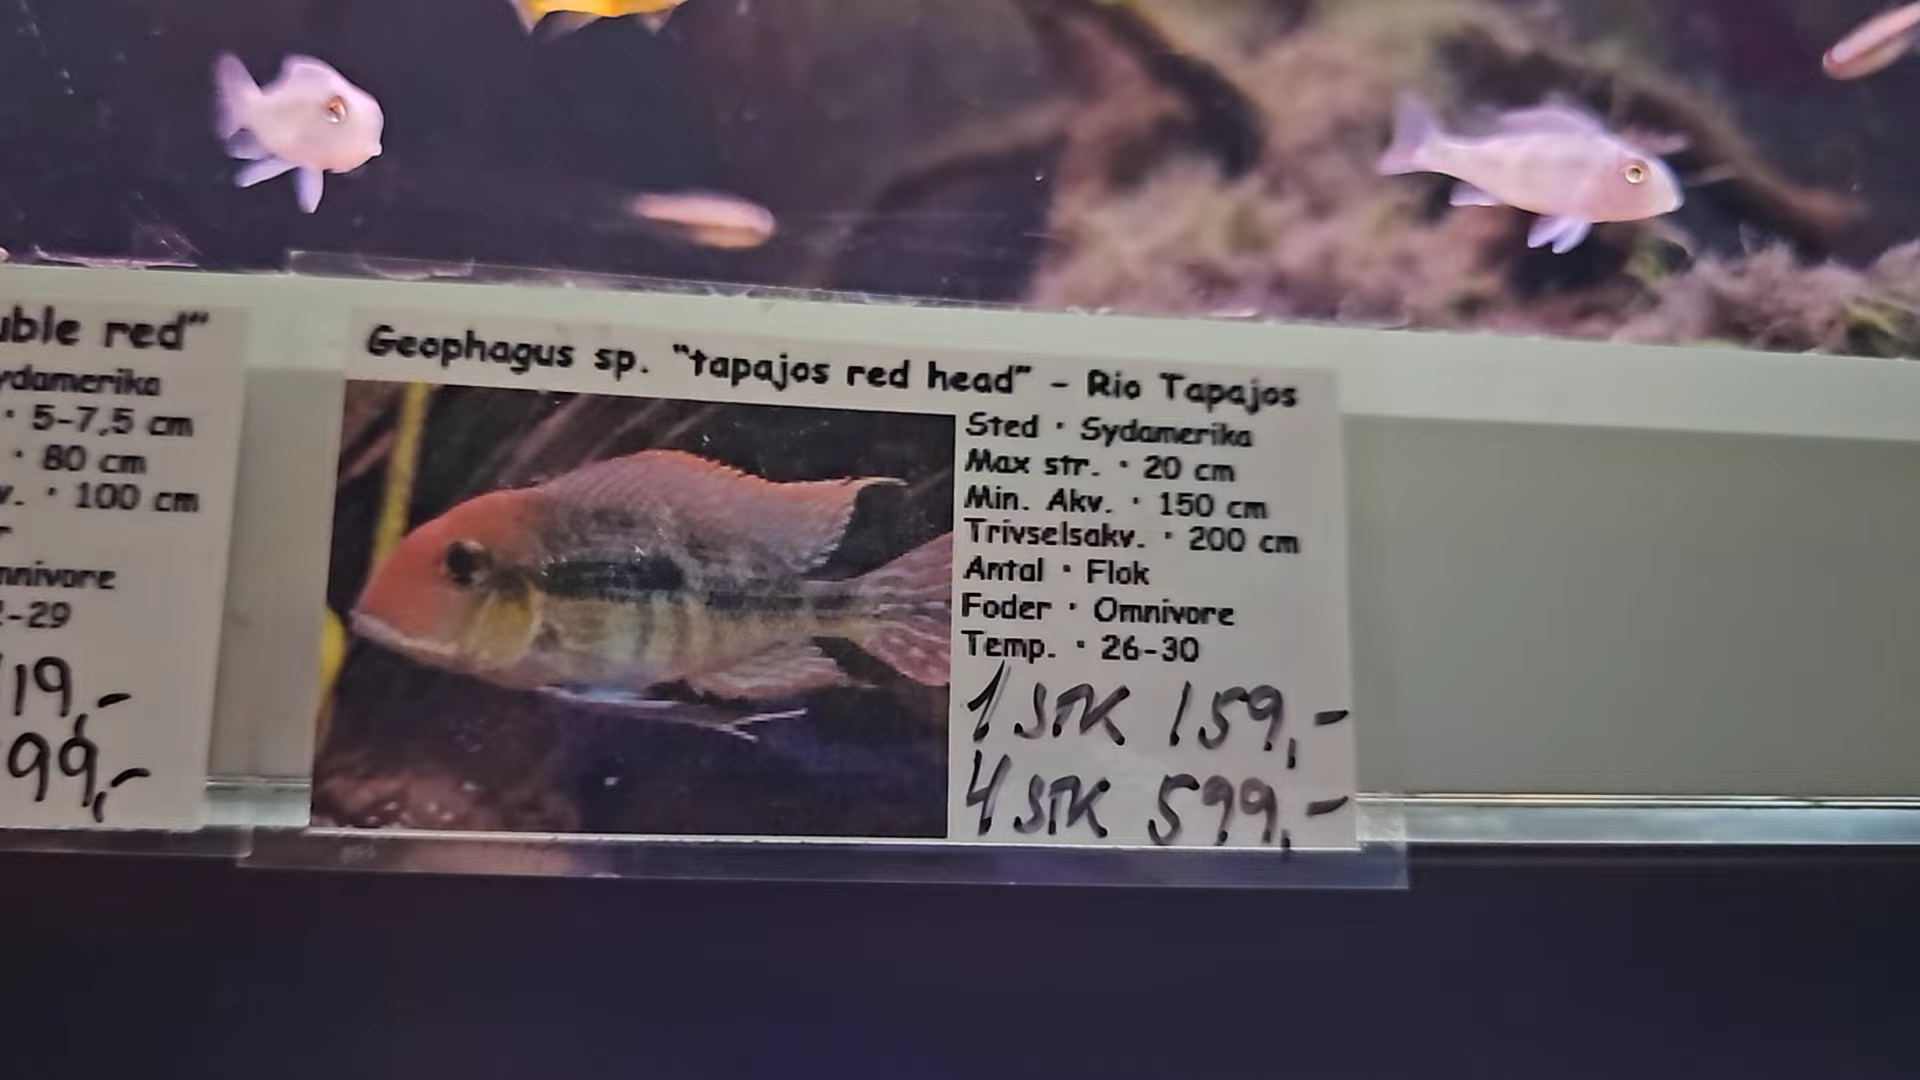 uble red"
ydamerika
· 5-7,5 cm
· 80 cm
v. · 100 cm
mnivore
-29
19,-
99,-
Geophagus sp. "tapajos red head" - Rio Tapajos
Sted · Sydamerika
Max str. · 20 cm
Min. Akv. · 150 cm
Trivselsakv. · 200 cm
Antal · Flok
Foder · Omnivore
Temp. · 26-30
1 STK 159,-
4 STK 599,-